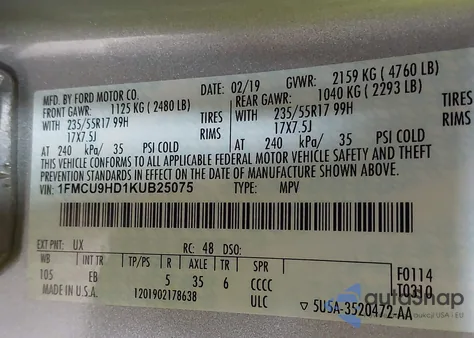 MFD. BY FORD MOTOR CO. DATE: 02/19 GVWR: 2159 KG (4760 LB)
FRONT GAWR: 1125 KG (2480 LB) REAR GAWR: 1040 KG (2293 LB)
WITH 235/55R17 99H TIRES WITH 235/55R17 99H TIRES
17X7.5J RIMS 17X7.5J RIMS
AT 240 kPa/ 35 PSI COLD AT 240 kPa/ 35 PSI COLD
THIS VEHICLE CONFORMS TO ALL APPLICABLE FEDERAL MOTOR VEHICLE SAFETY AND THEFT
PREVENTION STANDARDS IN EFFECT ON THE DATE OF MANUFACTURE SHOWN ABOVE.
VIN: 1FMCU9HD1KUB25075 TYPE: MPV
EXT PNT: UX RC: 48 DSO:
WB INT TR TP/PS R AXLE TR SPR
105 EB 5 35 6 CCCC F0114
MADE IN U.S.A. 1201902178638 ULC T0310
▽ 5U5A-3520472-AA
autoshap
aukcji USA - EU